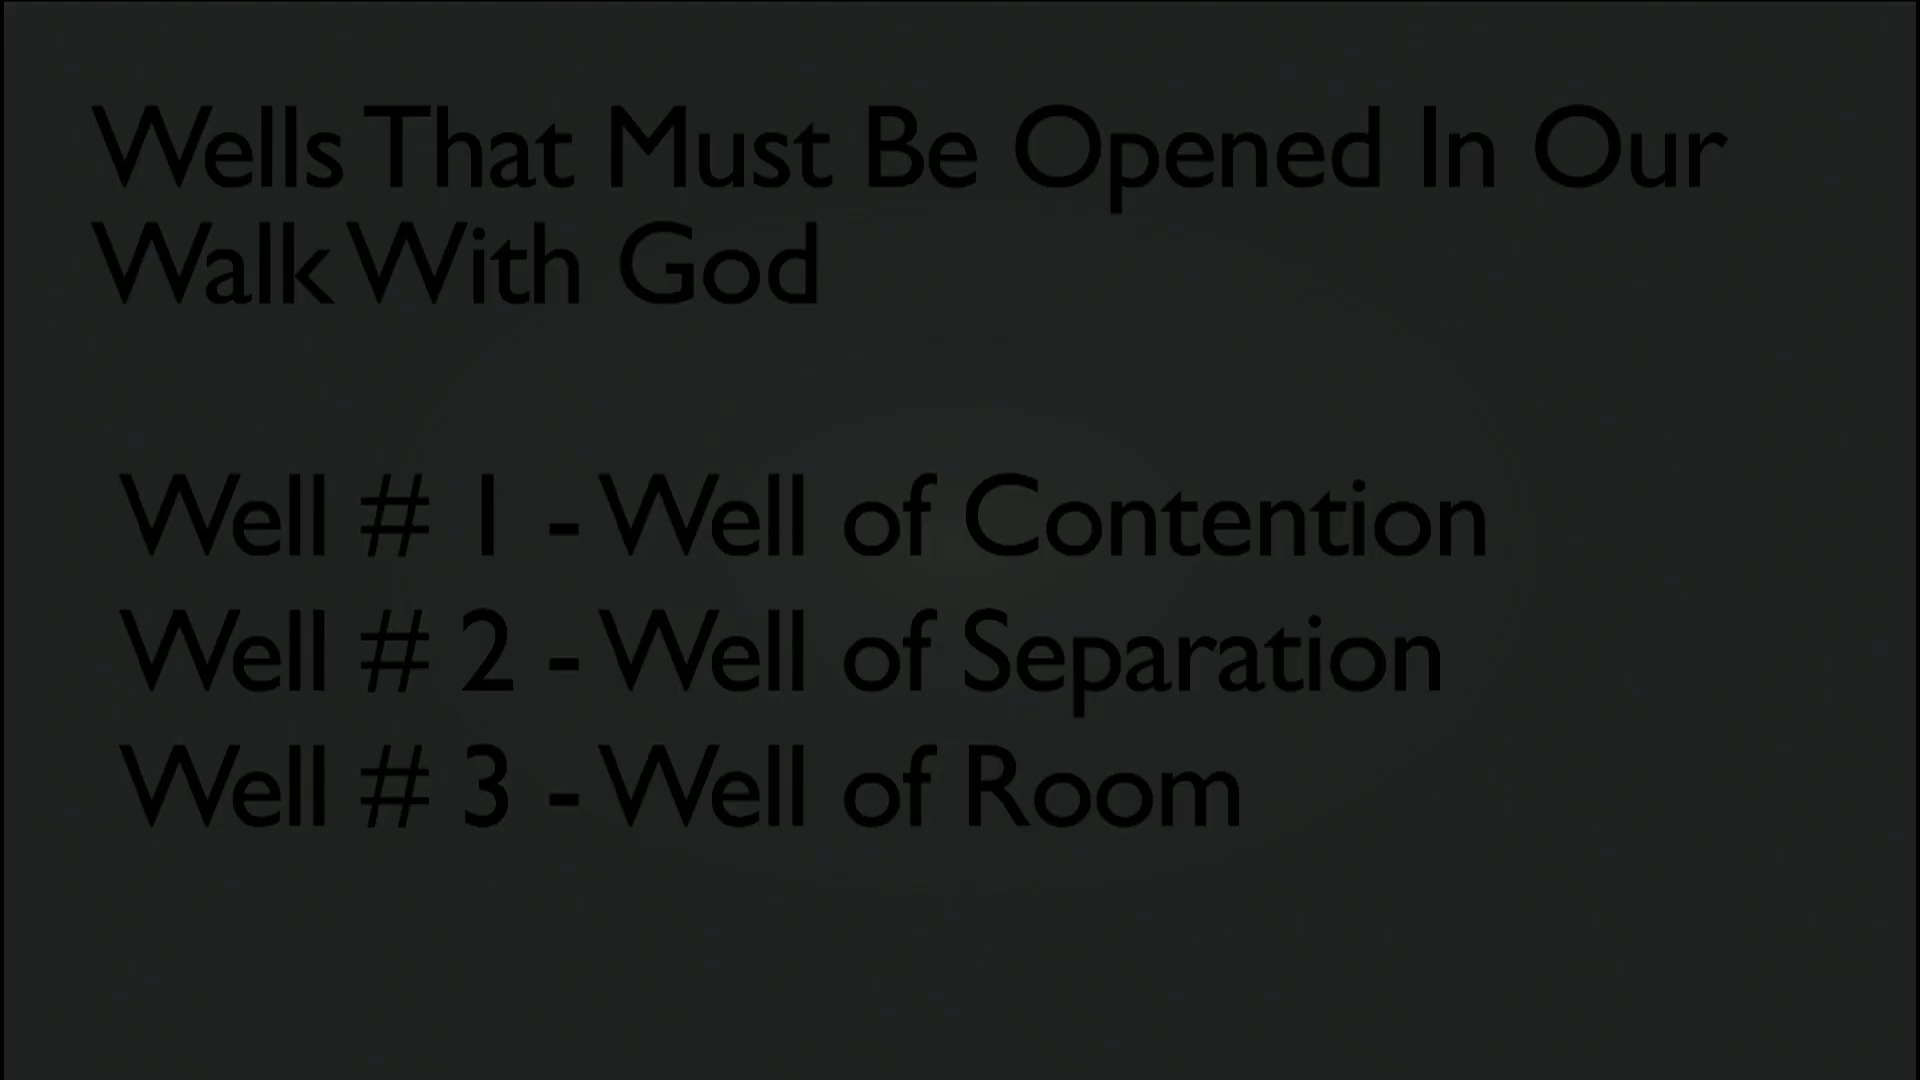 Wells That Must Be Opened In Our
Walk With God
Well # 1 - Well of Contention
Well # 2 - Well of Separation
Well # 3 - Well of Room